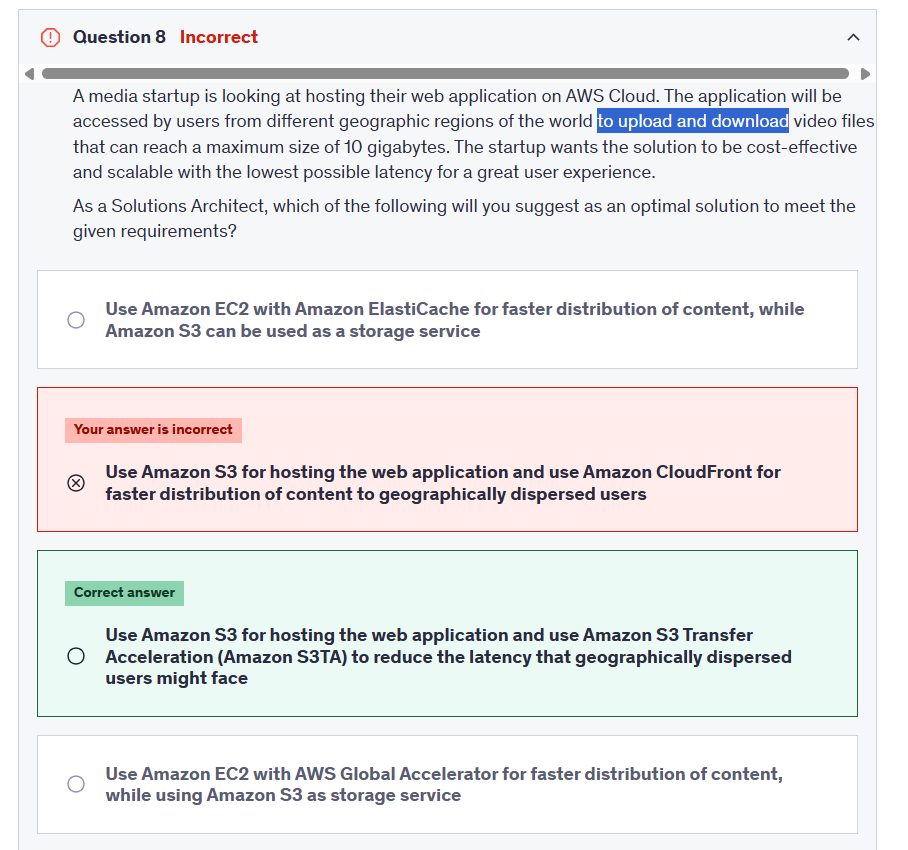 Question 8 Incorrect
A media startup is looking at hosting their web application on AWS Cloud. The application will be
accessed by users from different geographic regions of the world to upload and download video files
that can reach a maximum size of 10 gigabytes. The startup wants the solution to be cost-effective
and scalable with the lowest possible latency for a great user experience.
As a Solutions Architect, which of the following will you suggest as an optimal solution to meet the
given requirements?
Use Amazon EC2 with Amazon ElastiCache for faster distribution of content, while
Amazon S3 can be used as a storage service
Your answer is incorrect
Use Amazon S3 for hosting the web application and use Amazon CloudFront for
faster distribution of content to geographically dispersed users
Correct answer
Use Amazon S3 for hosting the web application and use Amazon S3 Transfer
Acceleration (Amazon S3TA) to reduce the latency that geographically dispersed
users might face
Use Amazon EC2 with AWS Global Accelerator for faster distribution of content,
while using Amazon S3 as storage service